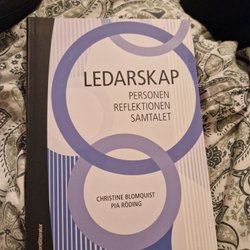 LEDARSKAP
PERSONEN
REFLEKTIONEN
SAMTALET
CHRISTINE BLOMQUIST
PIA RÖDING